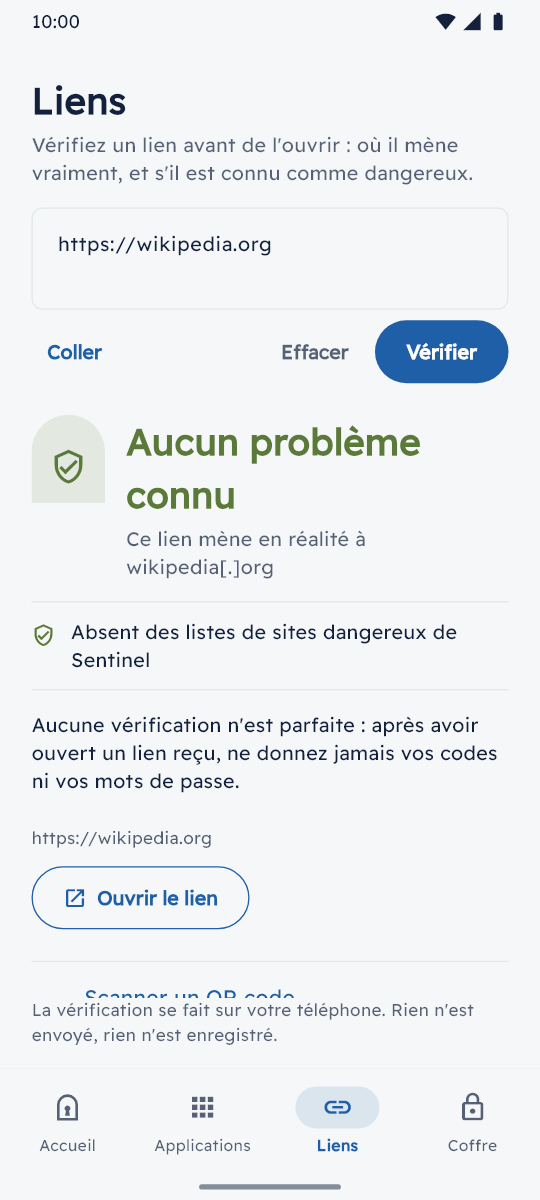 10:00
Liens
Vérifiez un lien avant de l'ouvrir : où il mène
vraiment, et s'il est connu comme dangereux.
https://wikipedia.org
Coller
Effacer
Vérifier
Aucun problème
connu
Ce lien mène en réalité à
wikipedia[.]org
Absent des listes de sites dangereux de
Sentinel
Aucune vérification n'est parfaite : après avoir
ouvert un lien reçu, ne donnez jamais vos codes
ni vos mots de passe.
https://wikipedia.org
Ouvrir le lien
Scanner un QR code
La vérification se fait sur votre téléphone. Rien n'est
envoyé, rien n'est enregistré.
Accueil
Applications
Liens
Coffre